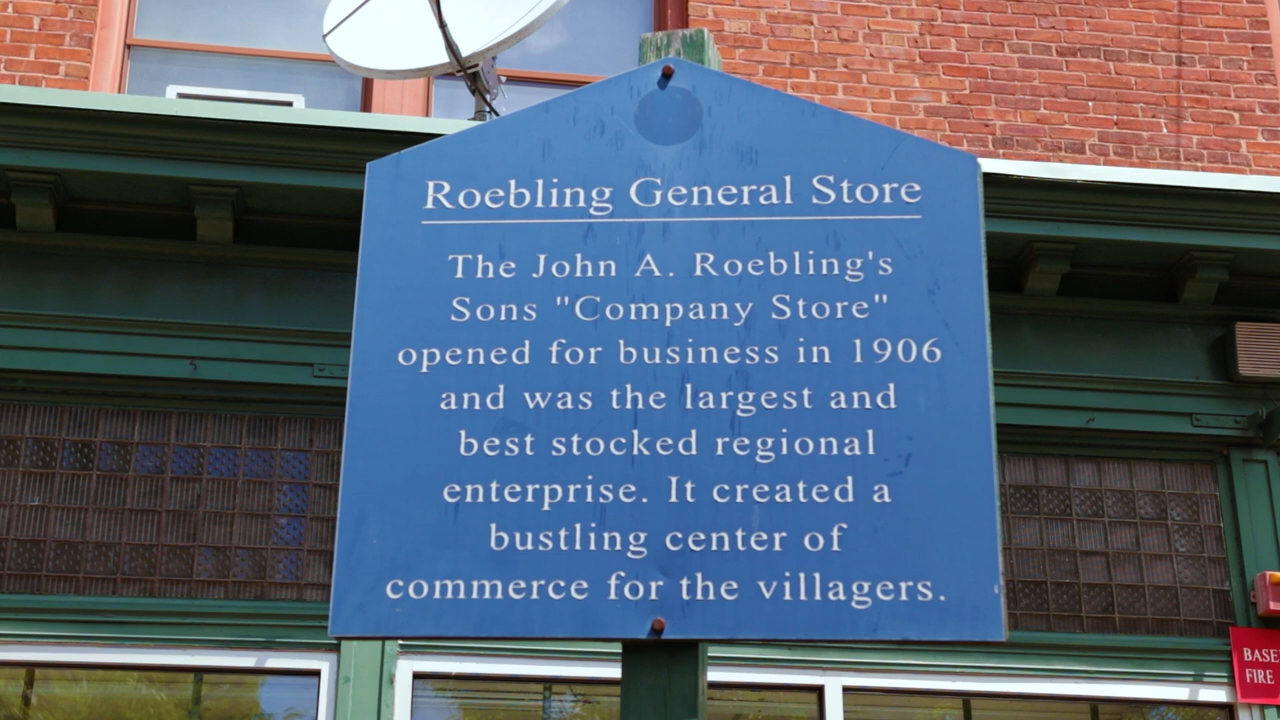 Roebling General Store
The John A. Roebling's
Sons "Company Store"
opened for business in 1906
and was the largest and
best stocked regional
enterprise. It created a
bustling center of
commerce for the villagers.
FIRE